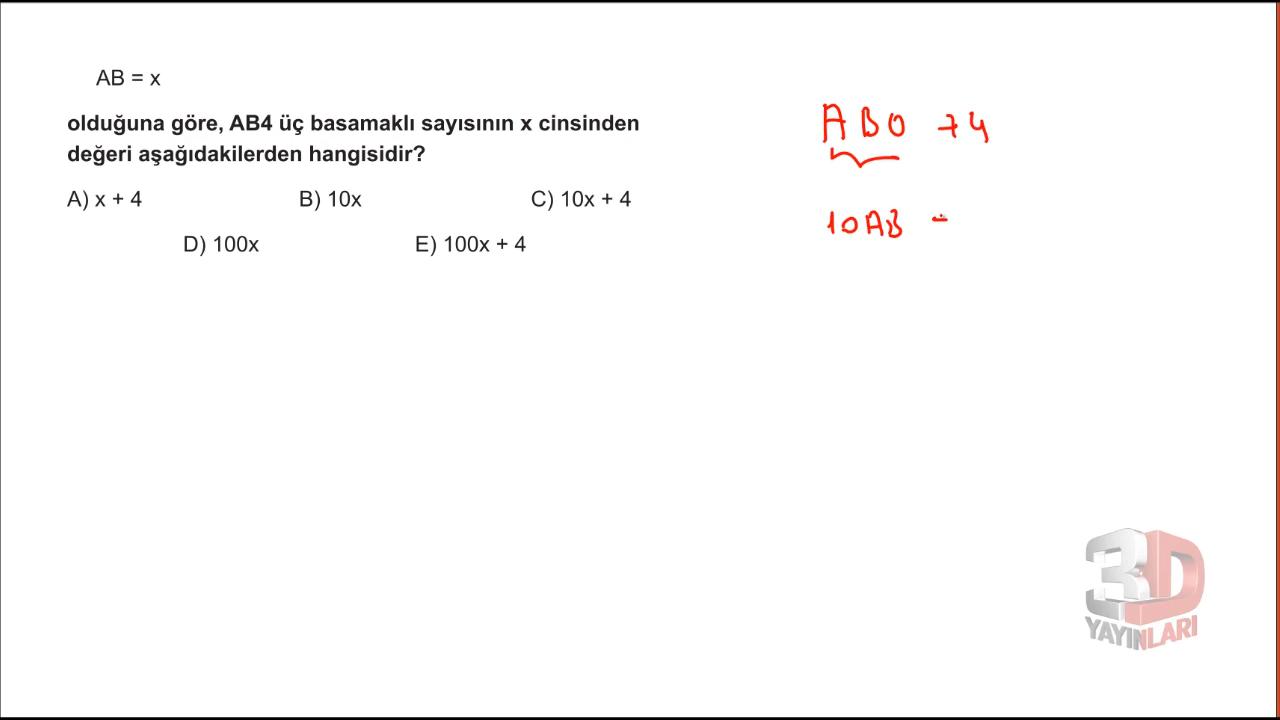 AB = x
olduğuna göre, AB4 üç basamaklı sayısının x cinsinden
değeri aşağıdakilerden hangisidir?
A) x + 4 B) 10x C) 10x + 4
D) 100x E) 100x + 4
AB0 +4
10AB -
3D
YAYINLARI